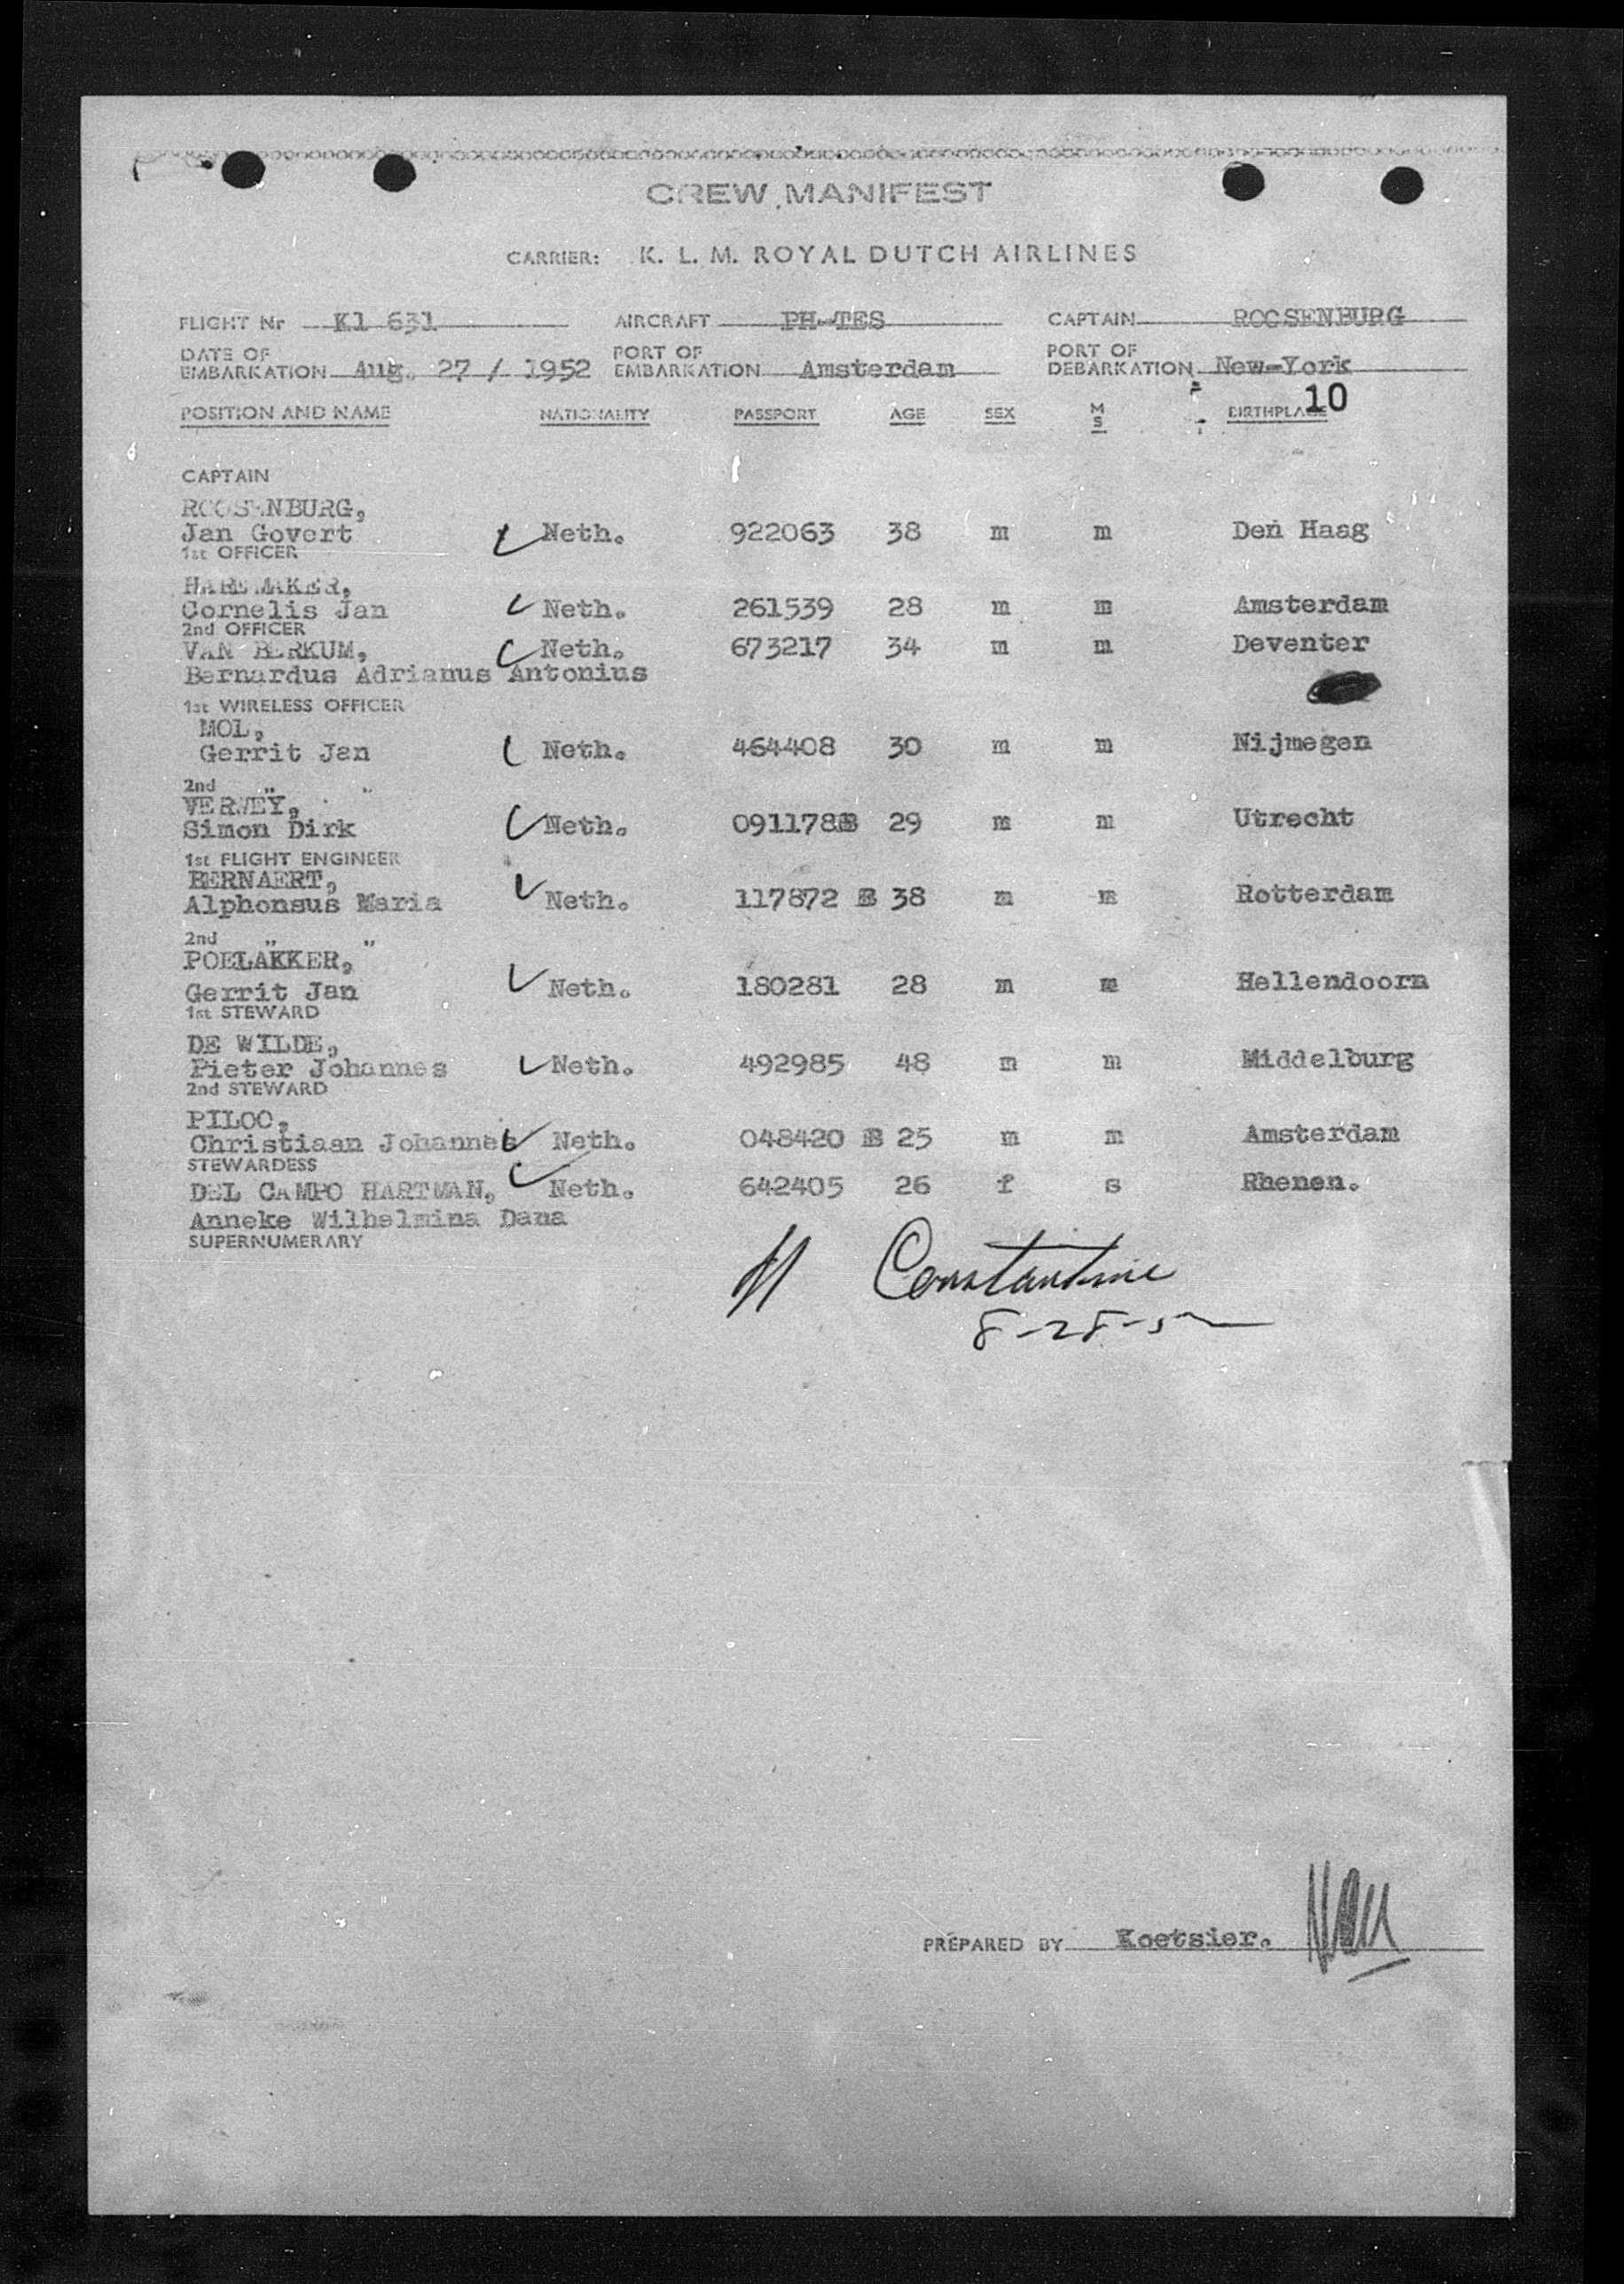 CREW MANIFEST
CARRIER: K. L. M. ROYAL DUTCH AIRLINES
FLIGHT Nr Kl 631 AIRCRAFT PH-TES CAPTAIN ROOSENBURG
DATE OF EMBARKATION Aug. 27 / 1952 PORT OF EMBARKATION Amsterdam PORT OF DEBARKATION New-York
10
POSITION AND NAME NATIONALITY PASSPORT AGE SEX M S BIRTHPLACE
CAPTAIN
ROOSENBURG,
Jan Govert Neth. 922063 38 m m Den Haag
1st OFFICER
HAREMAKER,
Cornelis Jan Neth. 261539 28 m m Amsterdam
2nd OFFICER
VAN BERKUM, Neth. 673217 34 m m Deventer
Bernardus Adrianus Antonius
1st WIRELESS OFFICER
MOL,
Gerrit Jan Neth. 464408 30 m m Nijmegen
2nd " "
VERWEY,
Simon Dirk Neth. 091178B 29 m m Utrecht
1st FLIGHT ENGINEER
BERNAERT,
Alphonsus Maria Neth. 117872 B 38 m m Rotterdam
2nd " "
POELAKKER,
Gerrit Jan Neth. 180281 28 m m Hellendoorn
1st STEWARD
DE WILDE,
Pieter Johannes Neth. 492985 48 m m Middelburg
2nd STEWARD
PILOO,
Christiaan Johannes Neth. 048420 B 25 m m Amsterdam
STEWARDESS
DEL CAMPO HARTMAN, Neth. 642405 26 f s Rhenen.
Anneke Wilhelmina Dana
SUPERNUMERARY
Constantine
8-28-52
PREPARED BY Koetsier.